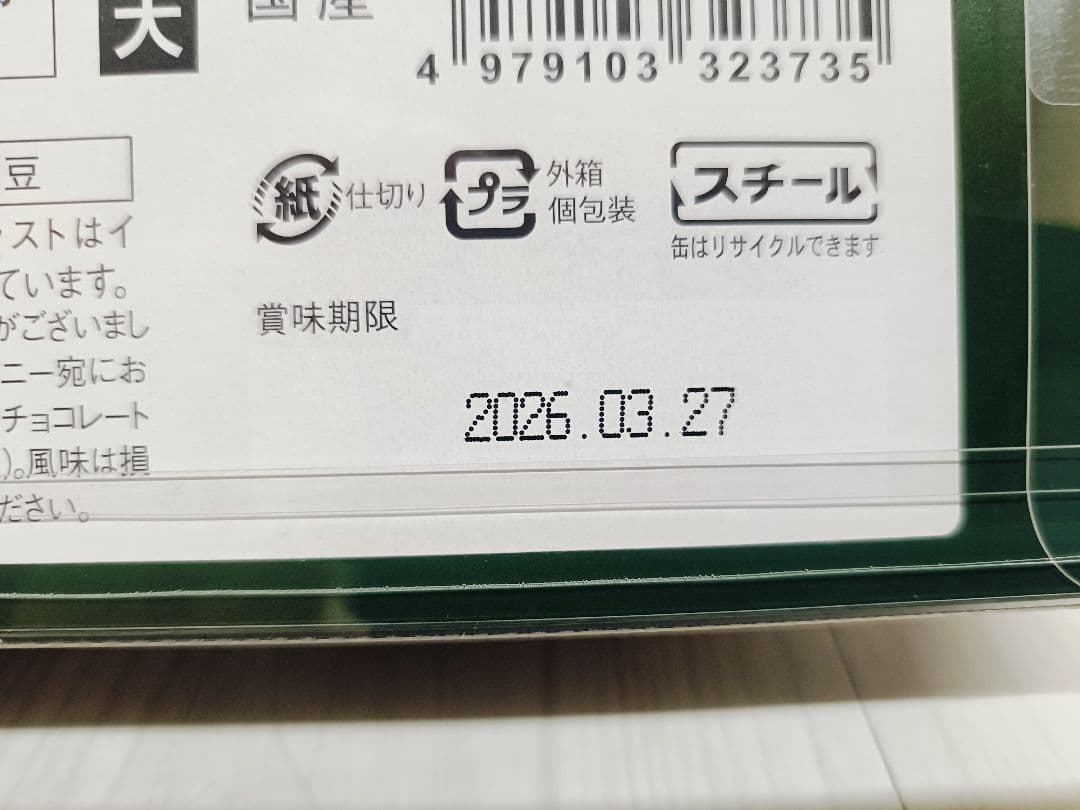 大
国産
4 979103 323735
豆
紙
仕切り
プラ
外箱
個包装
スチール
缶はリサイクルできます
ストはイ
ています。
がございまし
ニー宛にお
チョコレート
)。風味は損
ださい。
賞味期限
2026.03.27